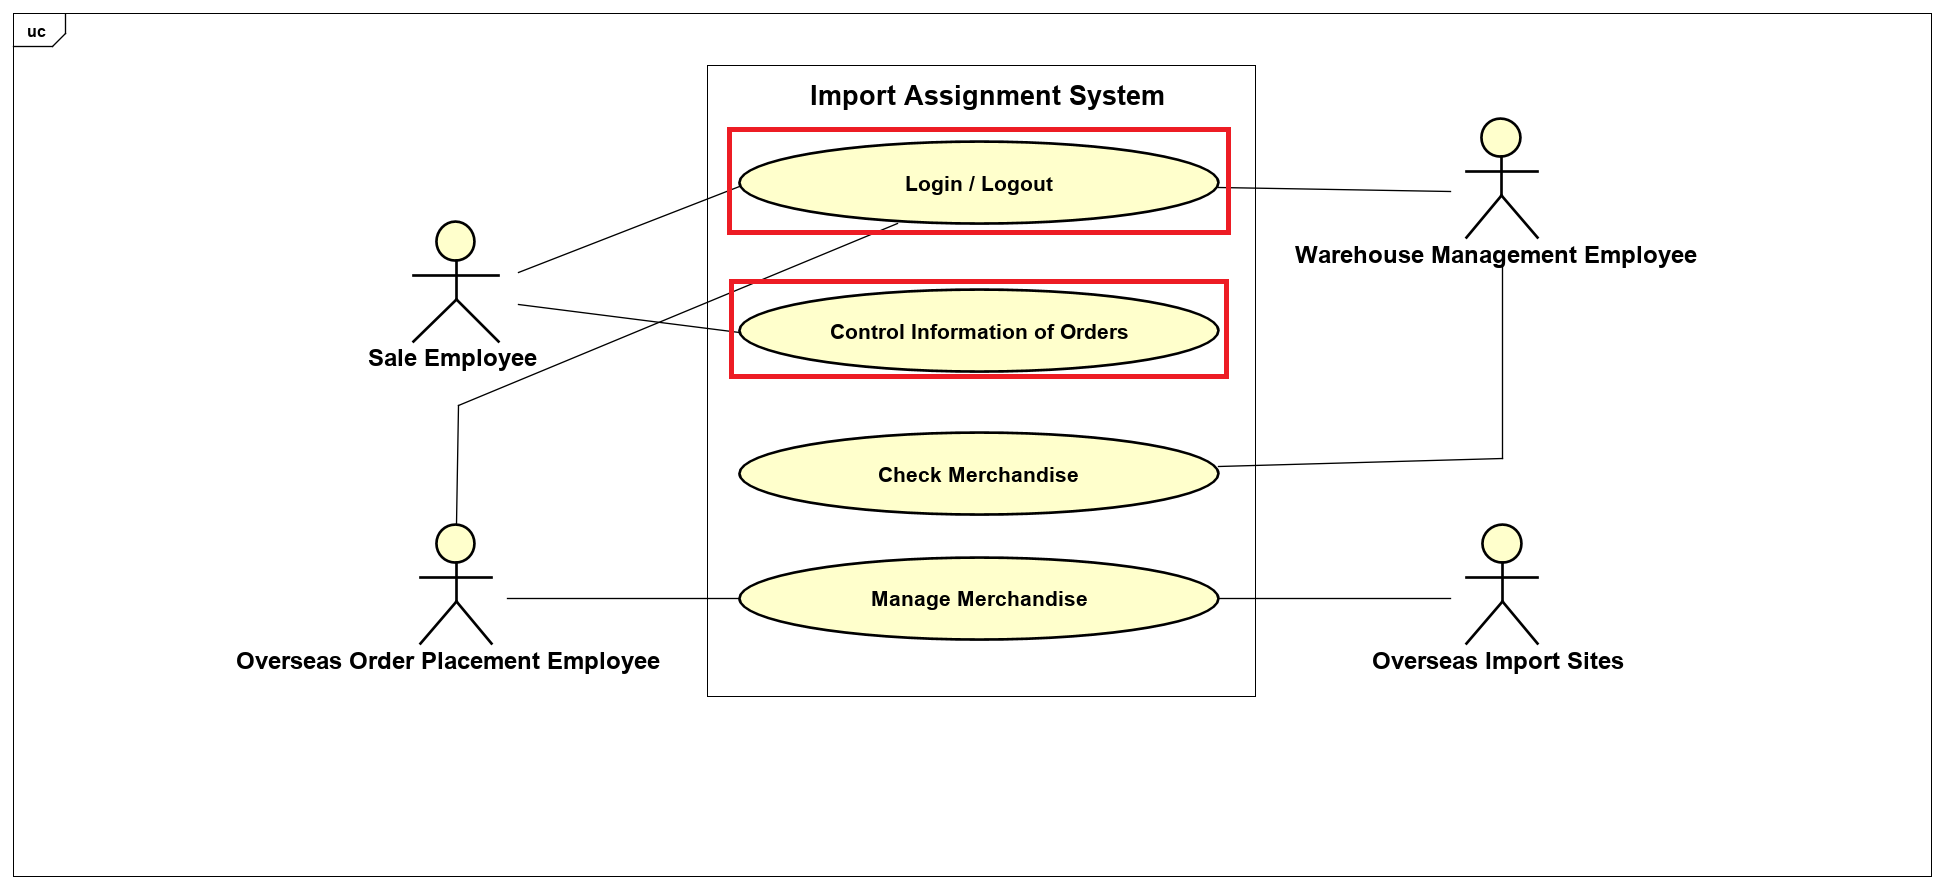 uc
Import Assignment System
Login / Logout
Warehouse Management Employee
Control Information of Orders
Sale Employee
Check Merchandise
Manage Merchandise
Overseas Order Placement Employee
Overseas Import Sites